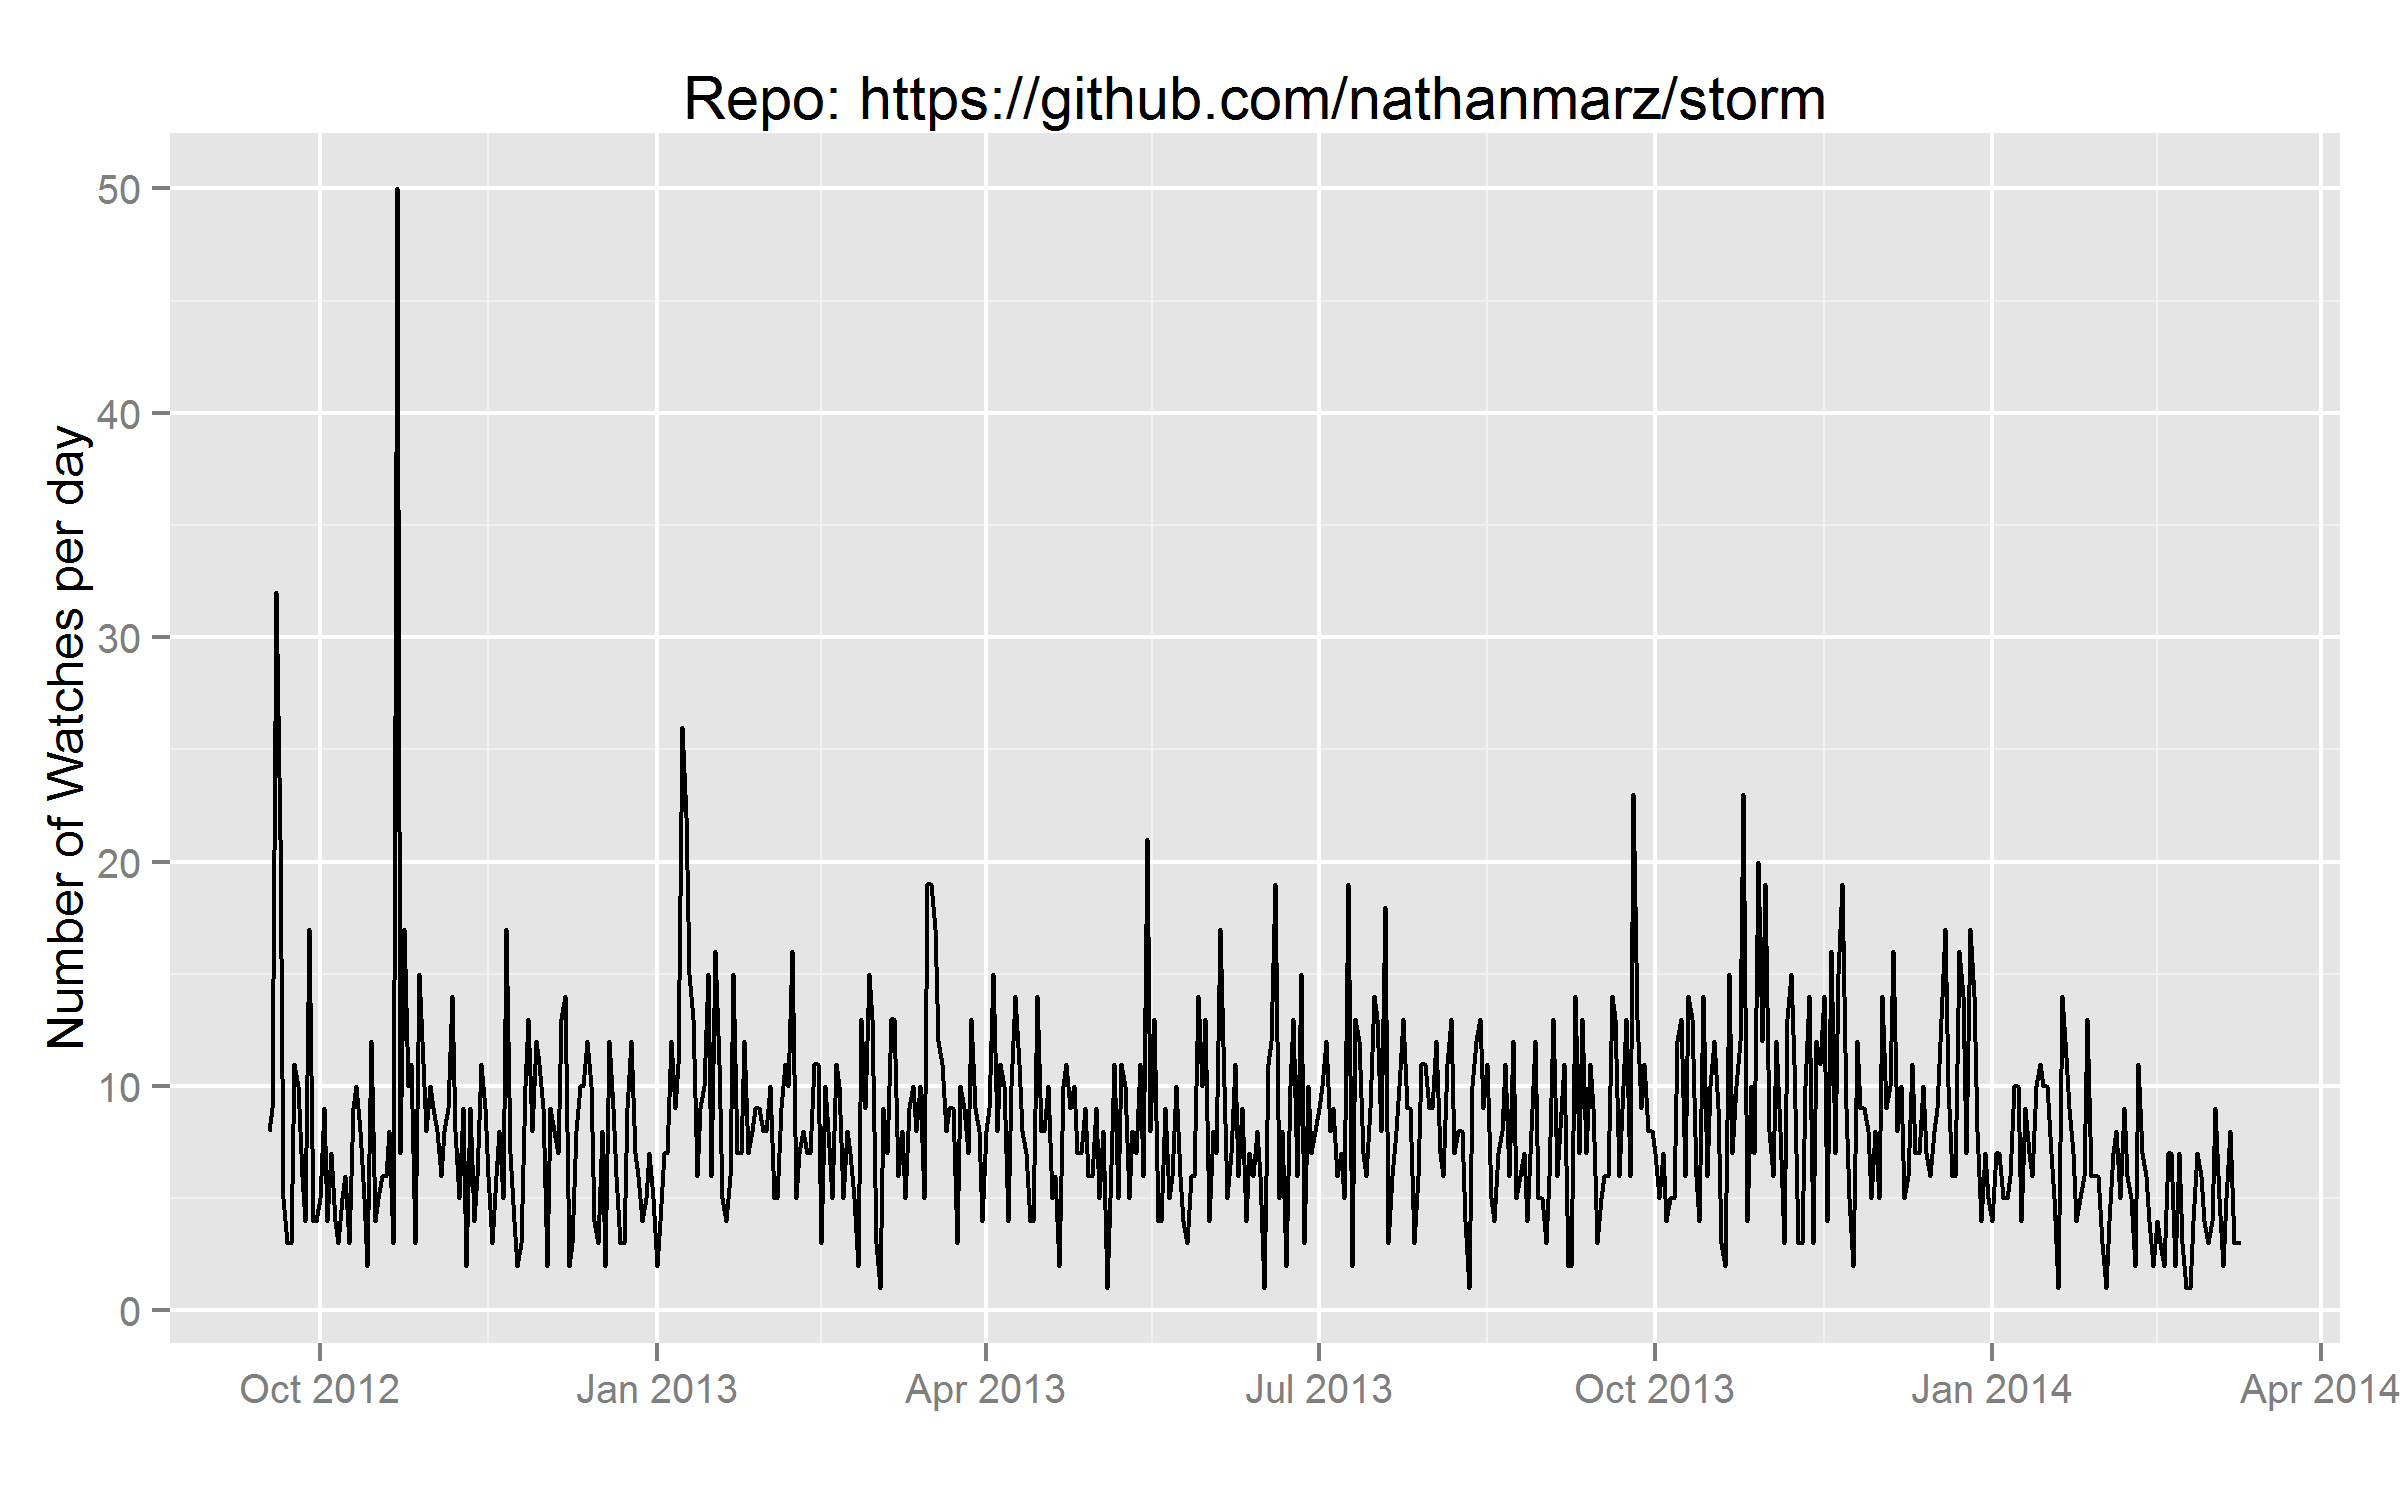 Repo: https://github.com/nathanmarz/storm
Number of Watches per day
50
40
30
20
10
0
Oct 2012
Jan 2013
Apr 2013
Jul 2013
Oct 2013
Jan 2014
Apr 2014